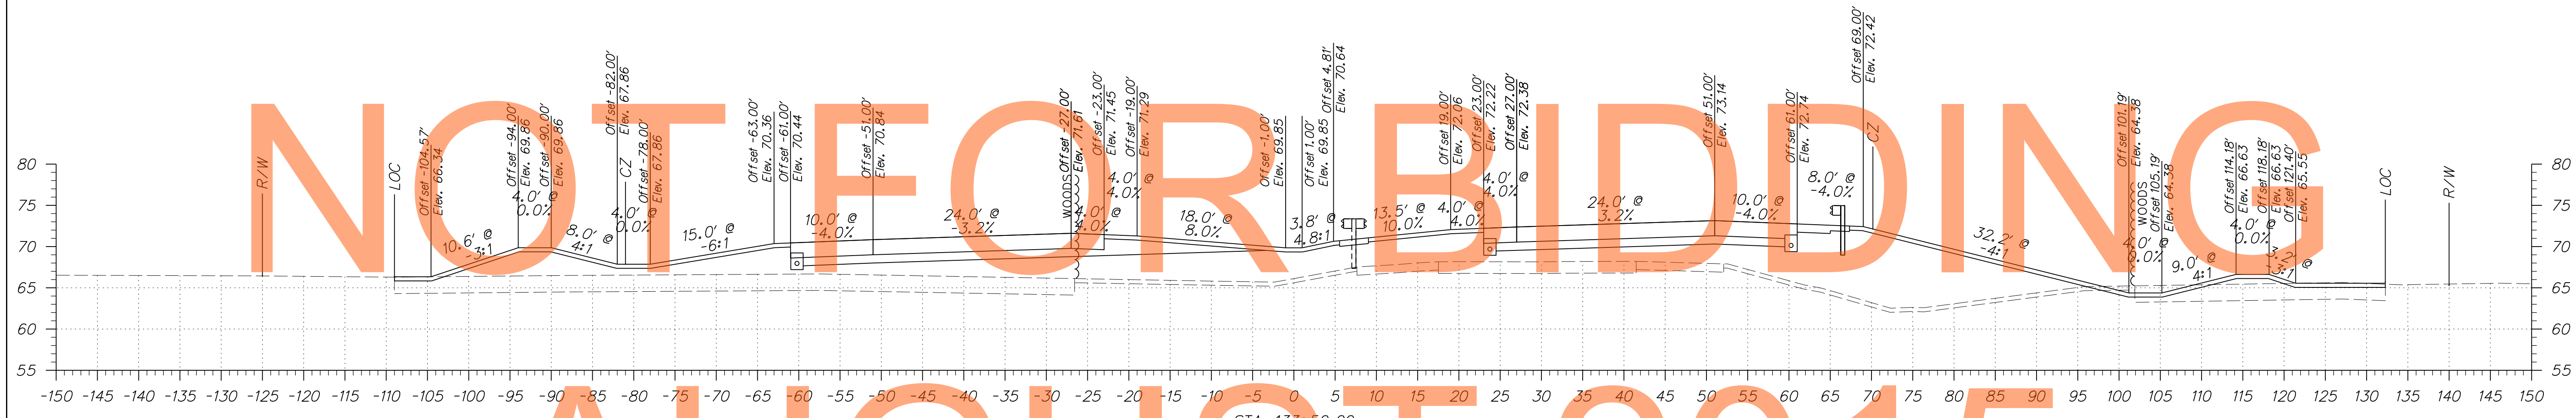 NOT FOR BIDDING
R/W
LOC
Offset -104.57'
Elev. 66.34
10.6' @
-3:1
Offset -94.00'
Elev. 69.86
4.0' @
0.0%
Offset -90.00'
Elev. 69.86
8.0' @
4:1
Offset -82.00'
Elev. 67.86
CZ
4.0' @
0.0%
Offset -78.00'
Elev. 67.86
15.0' @
-6:1
Offset -63.00'
Elev. 70.36
Offset -61.00'
Elev. 70.44
10.0' @
-4.0%
Offset -51.00'
Elev. 70.84
24.0' @
-3.2%
WOODS
Offset -27.00'
Elev. 71.61
4.0' @
4.0%
Offset -23.00'
Elev. 71.45
Offset -19.00'
Elev. 71.29
4.0' @
4.0%
18.0' @
8.0%
Offset -1.00'
Elev. 69.85
Offset 1.00'
Elev. 69.85
3.8' @
4.8:1
Offset 4.81'
Elev. 70.64
13.5' @
10.0%
Offset 19.00'
Elev. 72.06
4.0' @
4.0%
Offset 23.00'
Elev. 72.22
4.0' @
4.0%
Offset 27.00'
Elev. 72.38
24.0' @
3.2%
Offset 51.00'
Elev. 73.14
10.0' @
-4.0%
Offset 61.00'
Elev. 72.74
8.0' @
-4.0%
Offset 69.00'
Elev. 72.42
CZ
32.2' @
-4:1
Offset 101.19'
Elev. 64.38
WOODS
4.0' @
0.0%
Offset 105.19'
Elev. 64.38
9.0' @
4:1
Offset 114.18'
Elev. 66.63
4.0' @
0.0%
Offset 118.18'
Elev. 66.63
3.2' @
-3:1
Offset 121.40'
Elev. 65.55
LOC
R/W
80 80
75 75
70 70
65 65
60 60
55 55
-150 -145 -140 -135 -130 -125 -120 -115 -110 -105 -100 -95 -90 -85 -80 -75 -70 -65 -60 -55 -50 -45 -40 -35 -30 -25 -20 -15 -10 -5 0 5 10 15 20 25 30 35 40 45 50 55 60 65 70 75 80 85 90 95 100 105 110 115 120 125 130 135 140 145 150